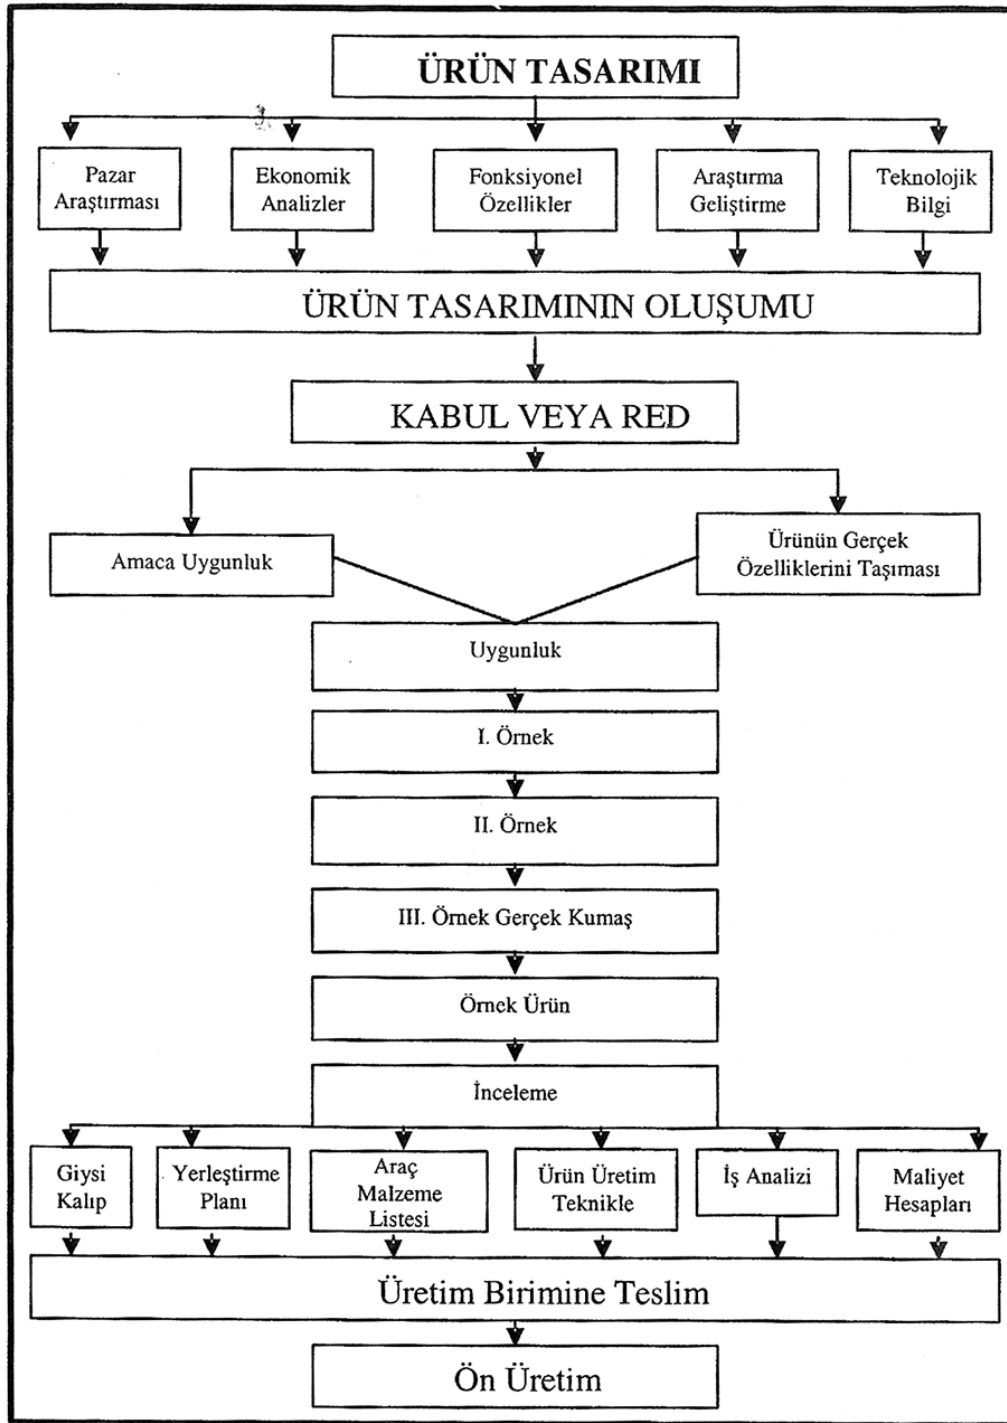 ÜRÜN TASARIMI
Pazar
Araştırması
Ekonomik
Analizler
Fonksiyonel
Özellikler
Araştırma
Geliştirme
Teknolojik
Bilgi
ÜRÜN TASARIMININ OLUŞUMU
KABUL VEYA RED
Amaca Uygunluk
Ürünün Gerçek
Özelliklerini Taşıması
Uygunluk
I. Örnek
II. Örnek
III. Örnek Gerçek Kumaş
Örnek Ürün
İnceleme
Giysi
Kalıp
Yerleştirme
Planı
Araç
Malzeme
Listesi
Ürün Üretim
Teknikle
İş Analizi
Maliyet
Hesapları
Üretim Birimine Teslim
Ön Üretim